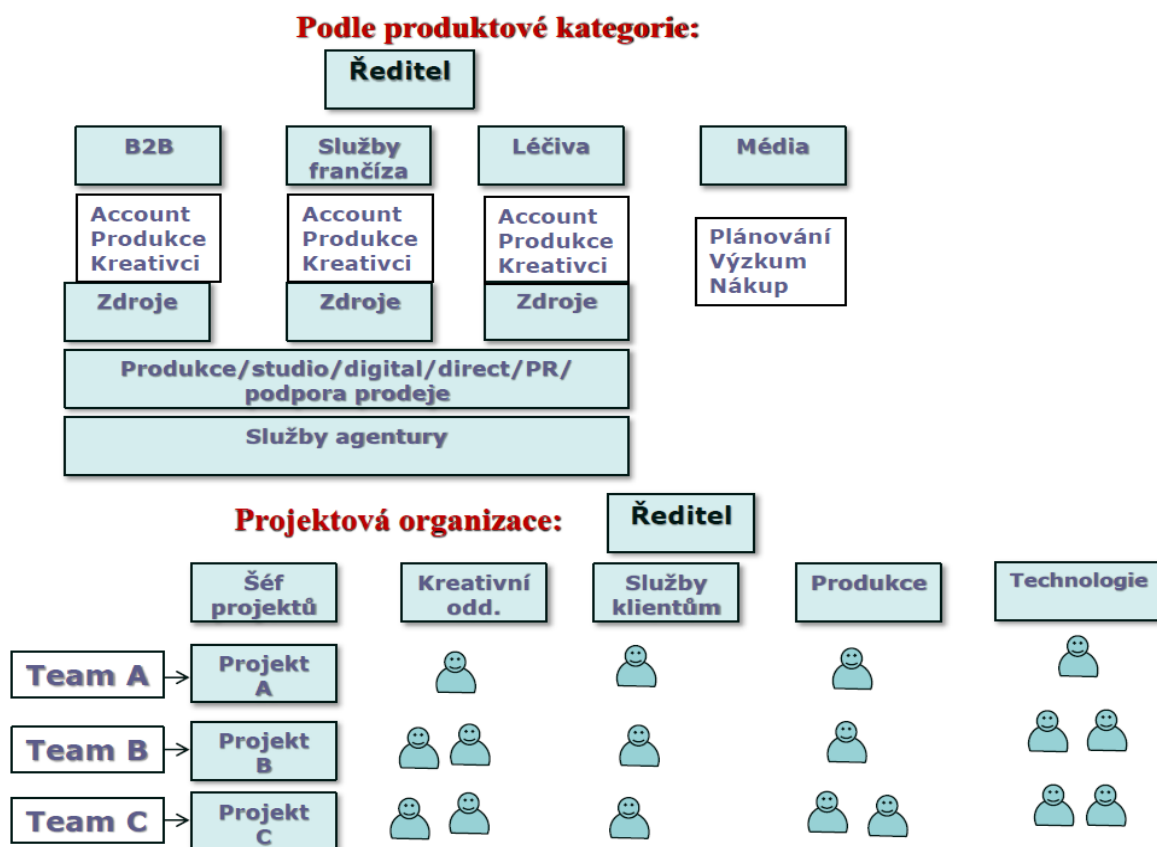 Podle produktové kategorie:
Ředitel
B2B
Služby
frančíza
Léčiva
Média
Account
Produkce
Kreativci
Account
Produkce
Kreativci
Account
Produkce
Kreativci
Plánování
Výzkum
Nákup
Zdroje
Zdroje
Zdroje
Produkce/studio/digital/direct/PR/
podpora prodeje
Služby agentury
Projektová organizace:
Ředitel
Šéf
projektů
Kreativní
odd.
Služby
klientům
Produkce
Technologie
Team A
Projekt
A
Team B
Projekt
B
Team C
Projekt
C